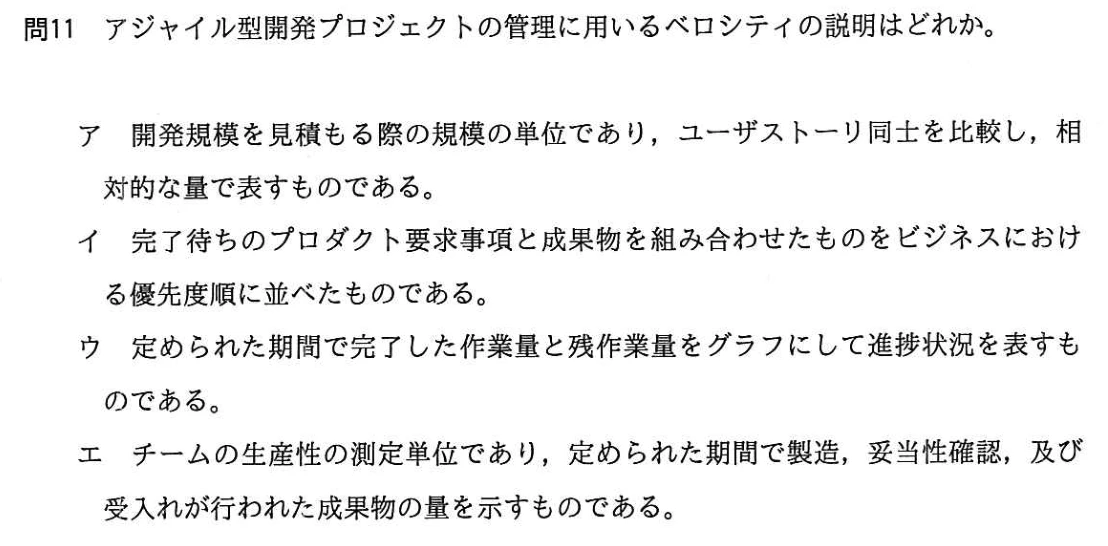 問11 アジャイル型開発プロジェクトの管理に用いるベロシティの説明はどれか。
ア 開発規模を見積もる際の規模の単位であり，ユーザストーリ同士を比較し，相
対的な量で表すものである。
イ 完了待ちのプロダクト要求事項と成果物を組み合わせたものをビジネスにおけ
る優先度順に並べたものである。
ウ 定められた期間で完了した作業量と残作業量をグラフにして進捗状況を表すも
のである。
エ チームの生産性の測定単位であり，定められた期間で製造，妥当性確認，及び
受入れが行われた成果物の量を示すものである。